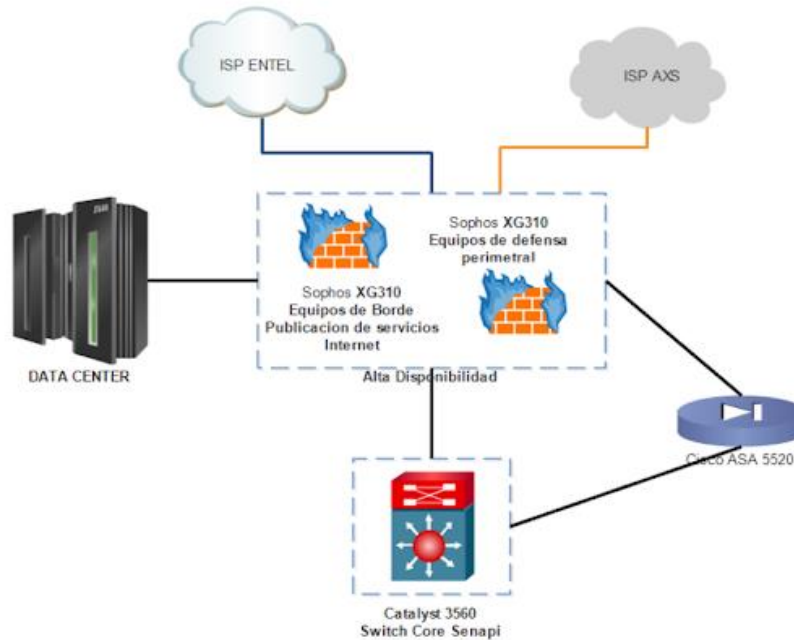 ISP ENTEL
ISP AXS
Sophos XG310
Equipos de defensa
perimetral
Sophos XG310
Equipos de Borde
Publicacion de servicios
Internet
DATA CENTER
Alta Disponibilidad
Cisco ASA 5520
Catalyst 3560
Switch Core Senapi